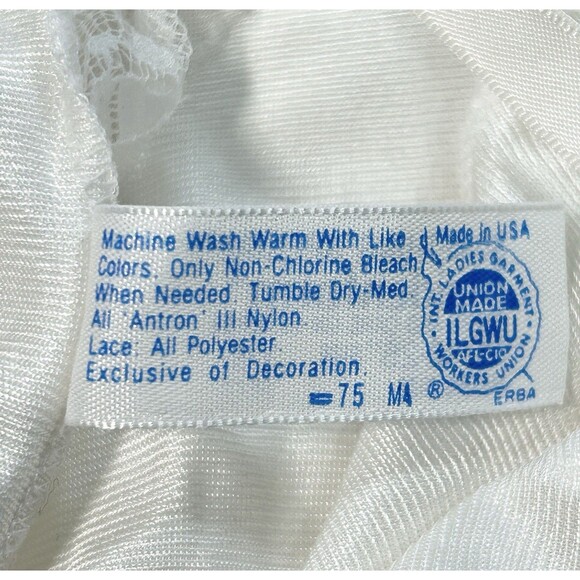 Machine Wash Warm With Like
Colors. Only Non-Chlorine Bleach
When Needed. Tumble Dry-Med.
All 'Antron' III Nylon
Lace: All Polyester
Exclusive of Decoration.
75 M4 ®
Made in USA
INT. LADIES GARMENT
WORKERS UNION
UNION
MADE
ILGWU
AFL-CIO
ERBA